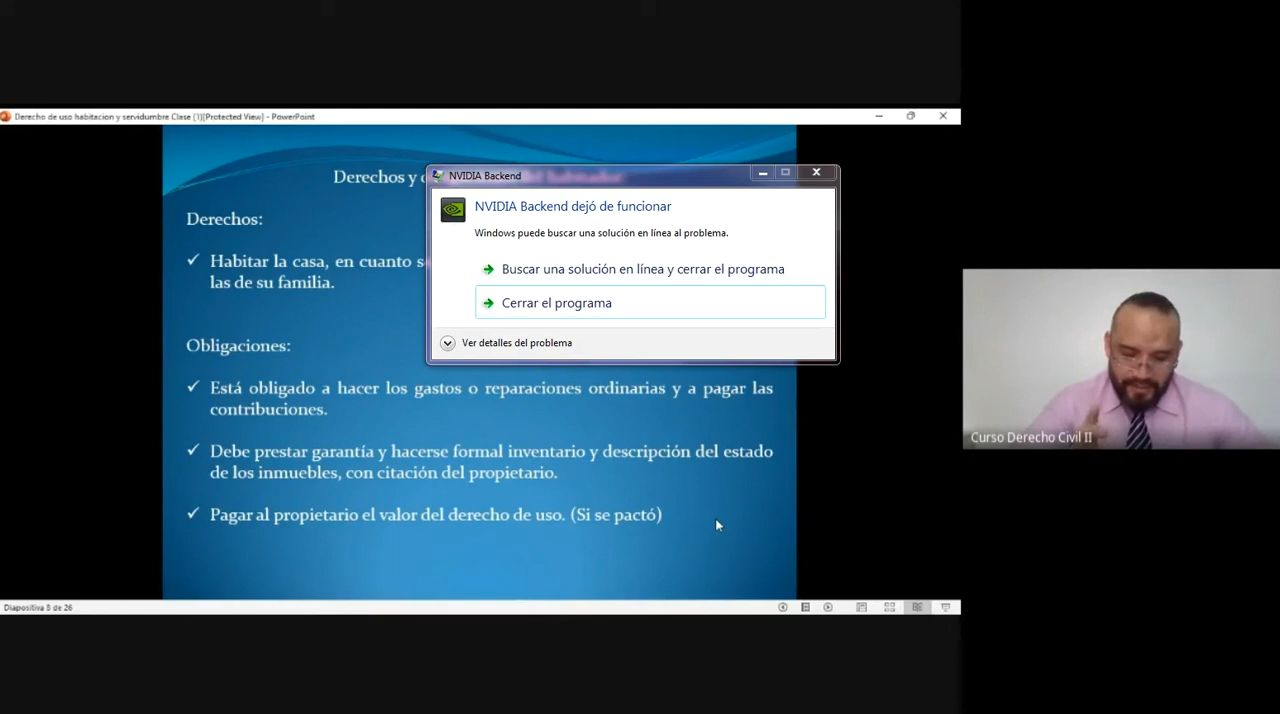 Derecho de uso habitacion y servidumbre Clase (1)[Protected View] - PowerPoint
Derechos y
NVIDIA Backend
NVIDIA Backend dejó de funcionar
Windows puede buscar una solución en línea al problema.
Buscar una solución en línea y cerrar el programa
Cerrar el programa
Ver detalles del problema
Derechos:
Habitar la casa, en cuanto
las de su familia.
Obligaciones:
Está obligado a hacer los gastos o reparaciones ordinarias y a pagar las
contribuciones.
Debe prestar garantía y hacerse formal inventario y descripción del estado
de los inmuebles, con citación del propietario.
Pagar al propietario el valor del derecho de uso. (Si se pactó)
Diapositiva 8 de 26
Curso Derecho Civil II